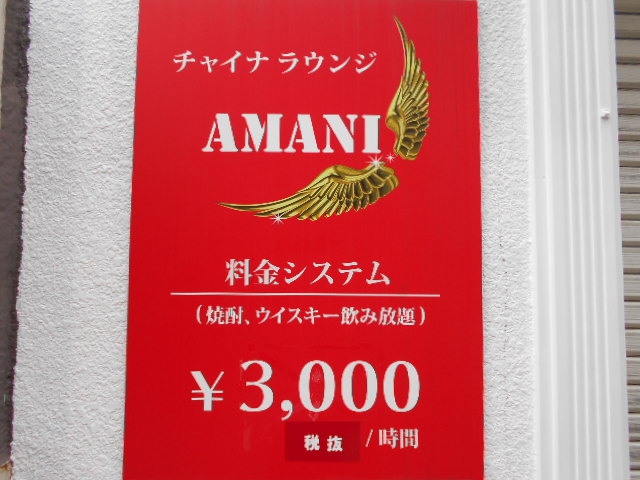 チャイナ ラウンジ
AMANI
料金システム
(焼酎、ウイスキー飲み放題)
¥3,000
税抜 /時間